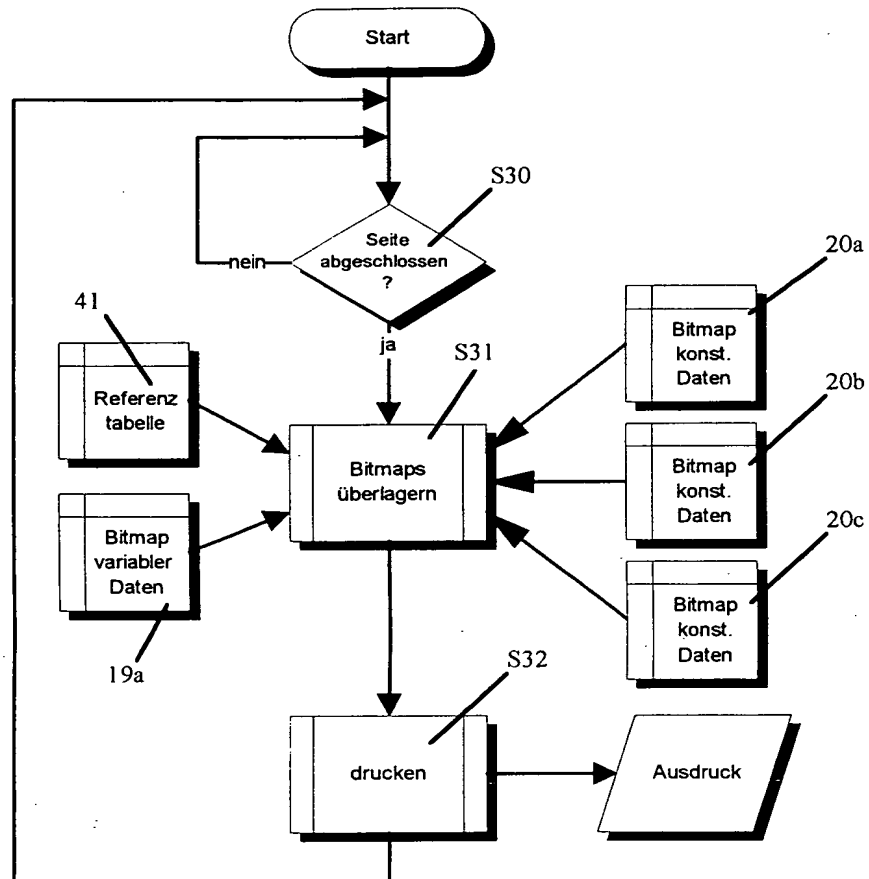 Start
S30
Seite
abgeschlossen
?
nein
ja
20a
Bitmap
konst.
Daten
41
Referenz
tabelle
S31
Bitmaps
überlagern
20b
Bitmap
konst.
Daten
Bitmap
variabler
Daten
19a
20c
Bitmap
konst.
Daten
S32
drucken
Ausdruck